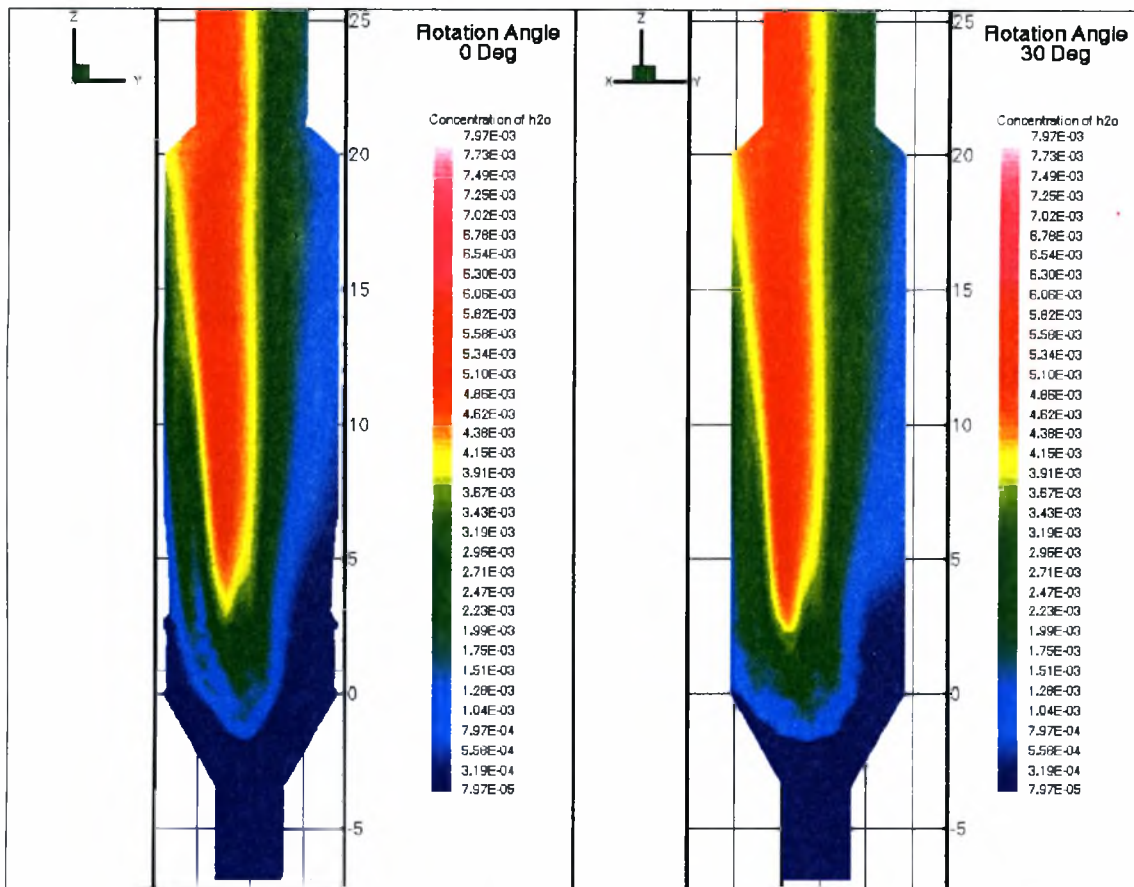 Z
Y
Rotation Angle
0 Deg
Concentration of h2o
7.97E-03
7.73E-03
7.49E-03
7.25E-03
7.02E-03
6.78E-03
6.54E-03
6.30E-03
6.06E-03
5.82E-03
5.58E-03
5.34E-03
5.10E-03
4.86E-03
4.62E-03
4.38E-03
4.15E-03
3.91E-03
3.67E-03
3.43E-03
3.19E-03
2.95E-03
2.71E-03
2.47E-03
2.23E-03
1.99E-03
1.75E-03
1.51E-03
1.28E-03
1.04E-03
7.97E-04
5.58E-04
3.19E-04
7.97E-05
25
20
15
10
5
0
-5
Z
X
Y
Rotation Angle
30 Deg
Concentration of h2o
7.97E-03
7.73E-03
7.49E-03
7.25E-03
7.02E-03
6.78E-03
6.54E-03
6.30E-03
6.06E-03
5.82E-03
5.58E-03
5.34E-03
5.10E-03
4.86E-03
4.62E-03
4.38E-03
4.15E-03
3.91E-03
3.67E-03
3.43E-03
3.19E-03
2.95E-03
2.71E-03
2.47E-03
2.23E-03
1.99E-03
1.75E-03
1.51E-03
1.28E-03
1.04E-03
7.97E-04
5.58E-04
3.19E-04
7.97E-05
25
20
15
10
5
0
-5